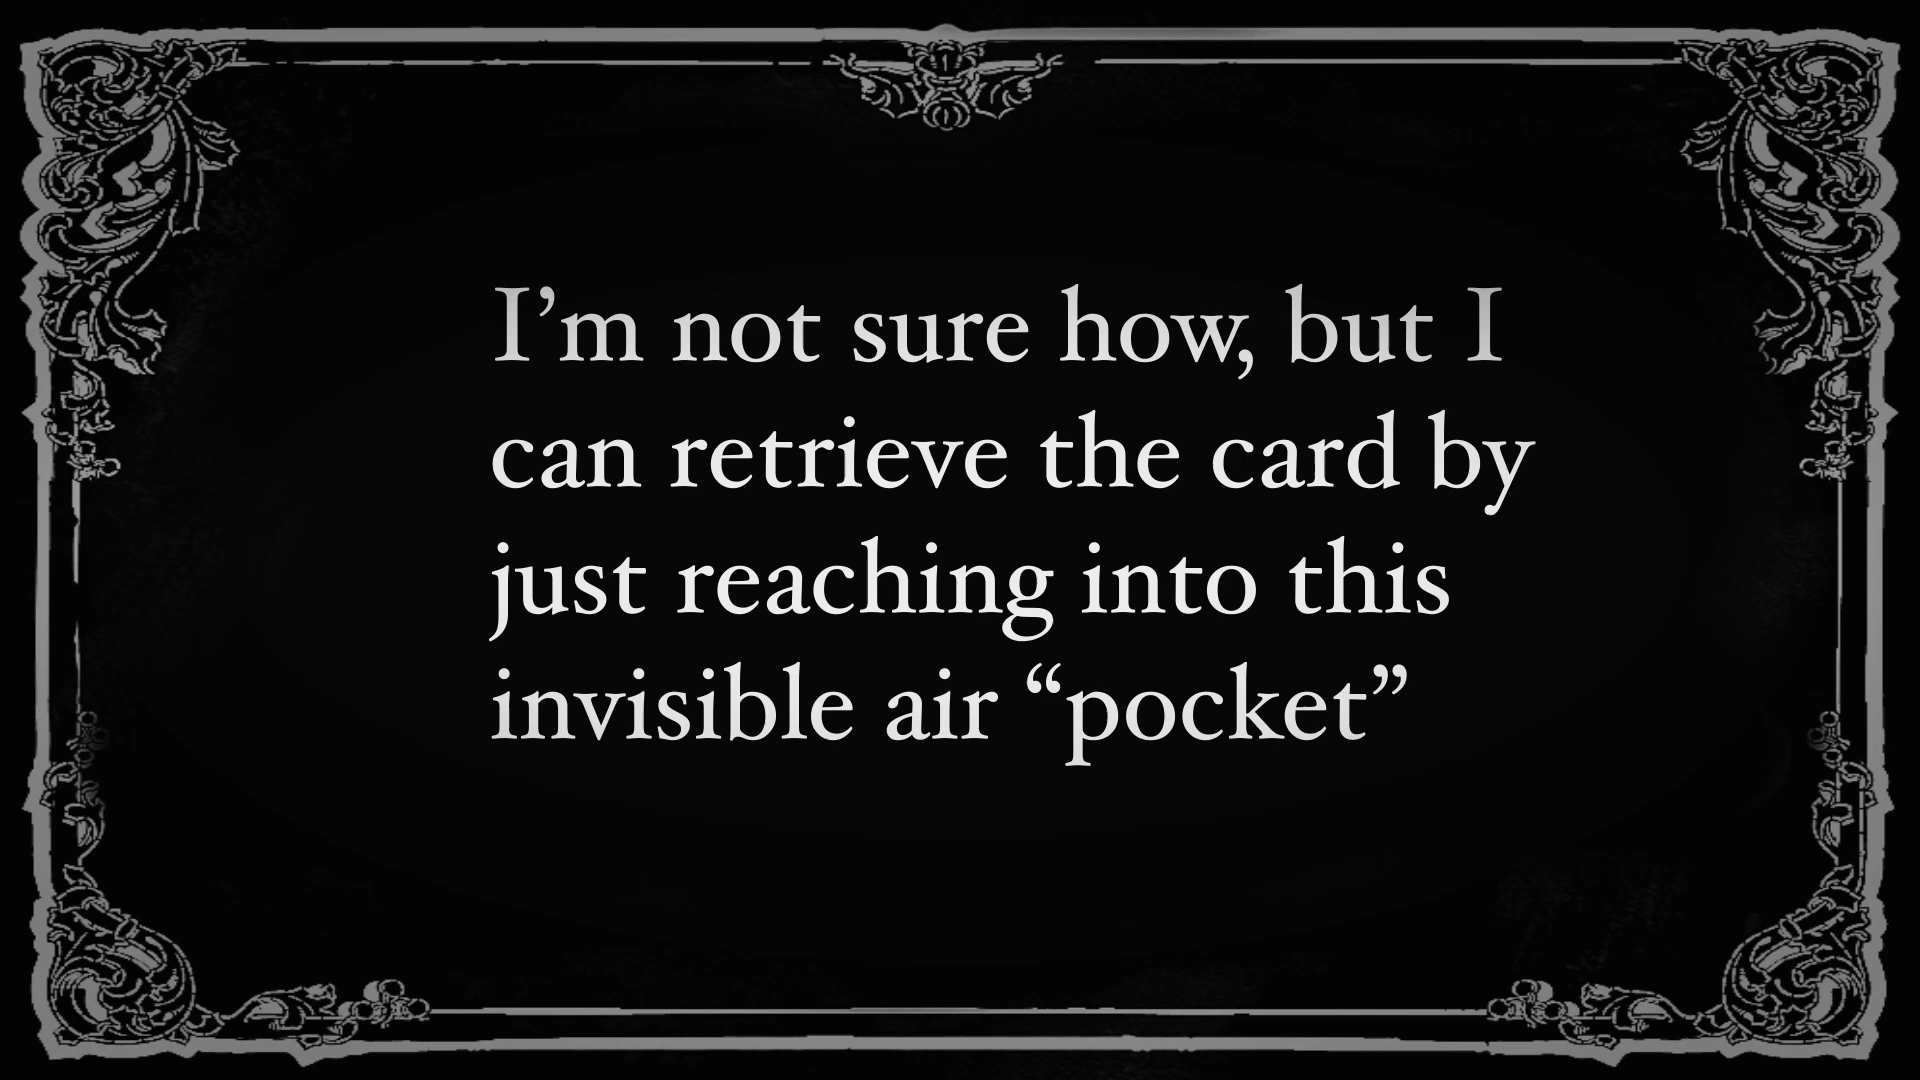 I’m not sure how, but I
can retrieve the card by
just reaching into this
invisible air “pocket”